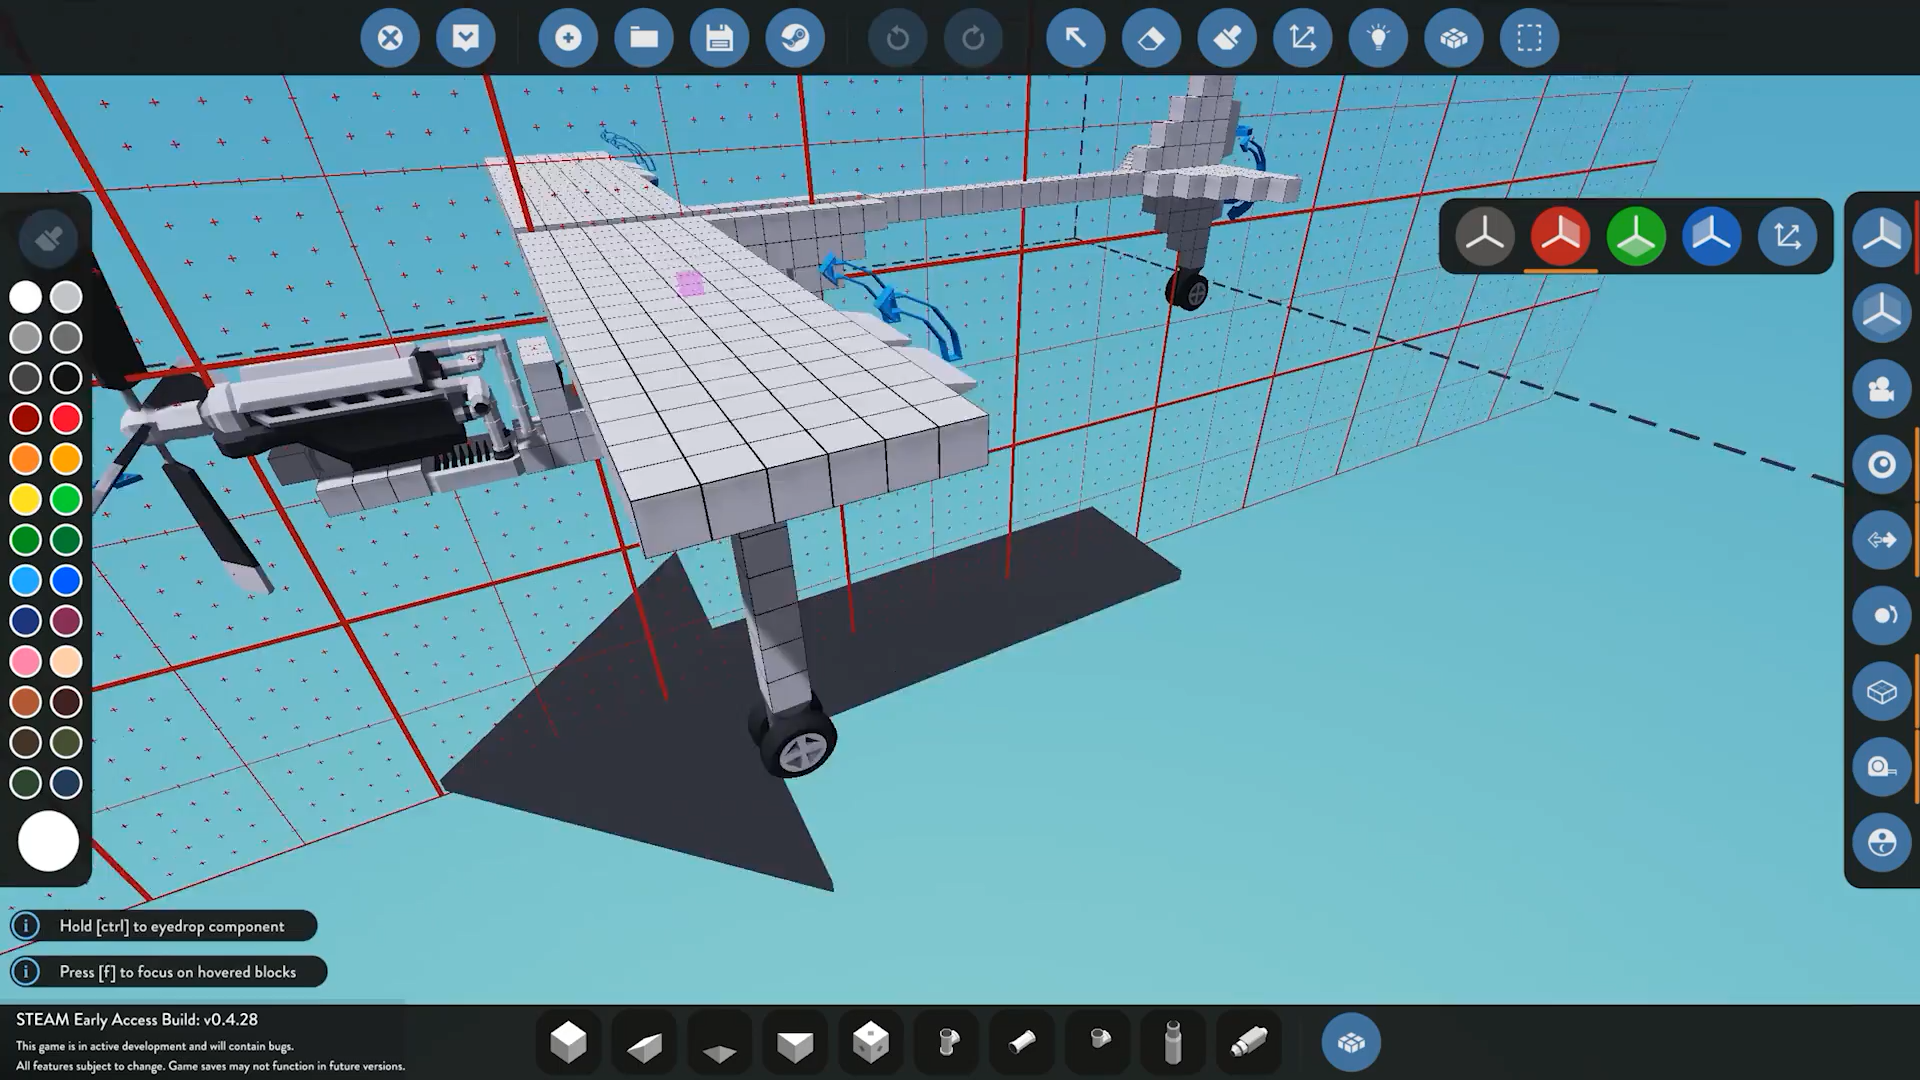 Hold [ctrl] to eyedrop component
Press [f] to focus on hovered blocks
STEAM Early Access Build: v0.4.28
This game is in active development and will contain bugs.
All features subject to change. Game saves may not function in future versions.